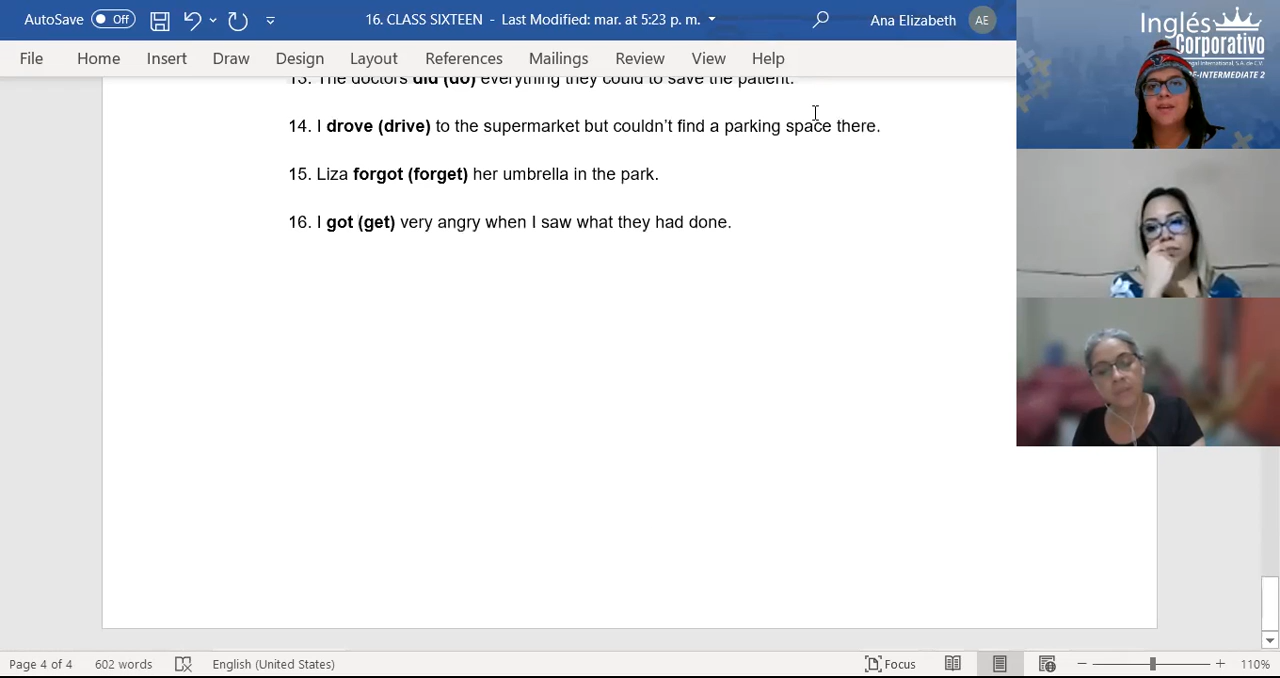 AutoSave Off 16. CLASS SIXTEEN - Last Modified: mar. at 5:23 p. m. Ana Elizabeth AE
File Home Insert Draw Design Layout References Mailings Review View Help
Inglés
Corporativo
13. The doctors did (do) everything they could to save the patient.
14. I drove (drive) to the supermarket but couldn't find a parking space there.
15. Liza forgot (forget) her umbrella in the park.
16. I got (get) very angry when I saw what they had done.
Page 4 of 4 602 words English (United States) Focus 110%